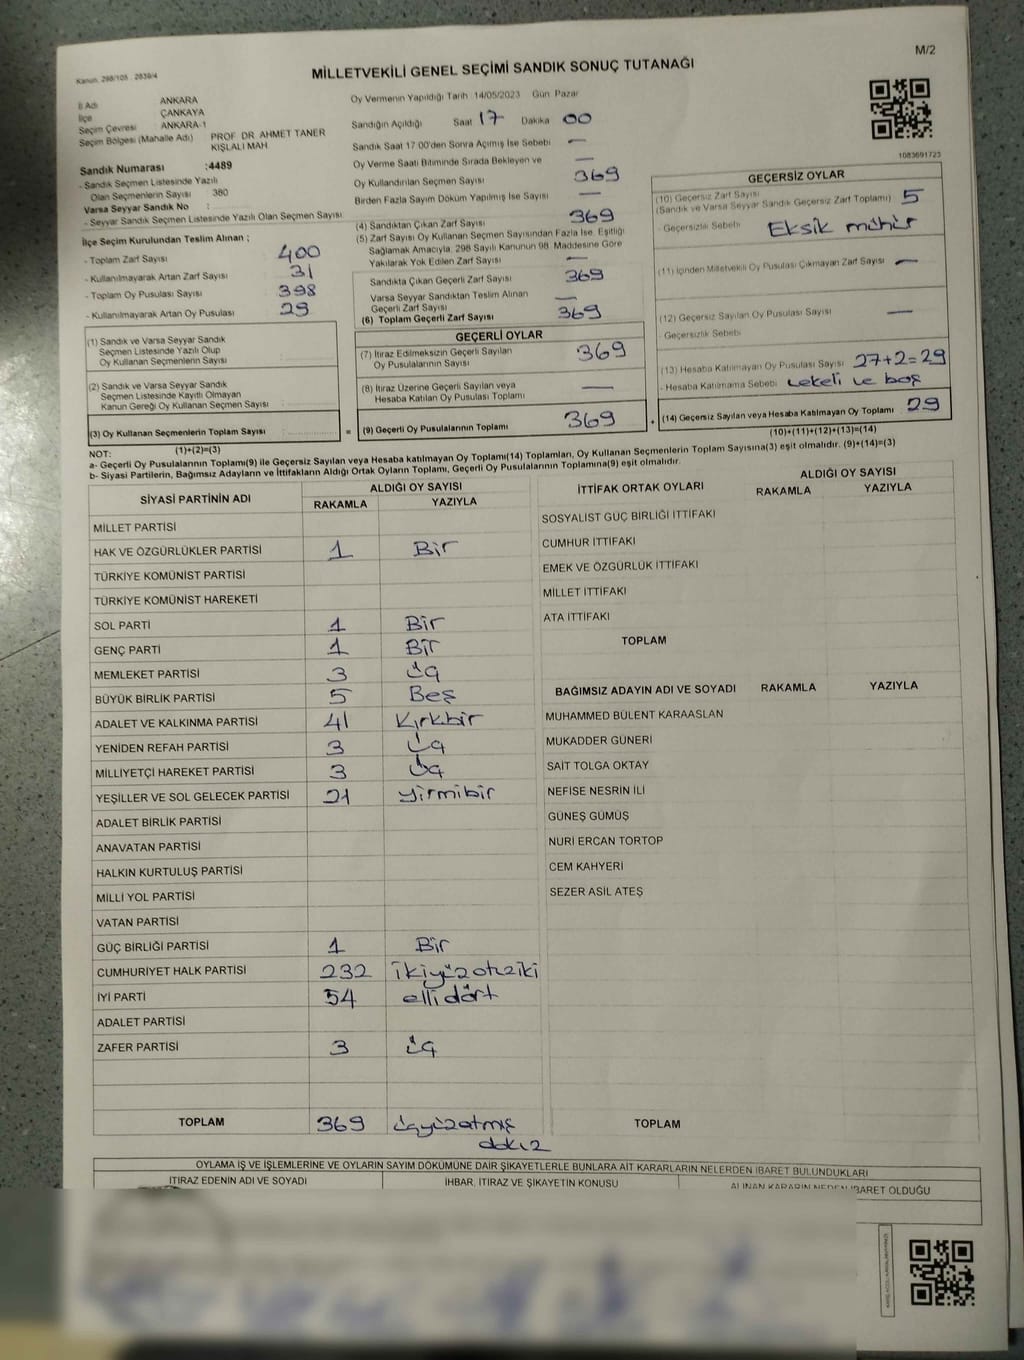 M/2
Kanun: 298/105 . 2839/4
MİLLETVEKİLİ GENEL SEÇİMİ SANDIK SONUÇ TUTANAĞI
İl Adı ANKARA
İlçe ÇANKAYA
Seçim Çevresi ANKARA-1
Seçim Bölgesi (Mahalle Adı) PROF DR AHMET TANER
KIŞLALI MAH
Sandık Numarası :4489
- Sandık Seçmen Listesinde Yazılı
Olan Seçmenlerin Sayısı 380
Varsa Seyyar Sandık No :
- Seyyar Sandık Seçmen Listesinde Yazılı Olan Seçmen Sayısı
İlçe Seçim Kurulundan Teslim Alınan ;
- Toplam Zarf Sayısı 400
- Kullanılmayarak Artan Zarf Sayısı 31
- Toplam Oy Pusulası Sayısı 398
- Kullanılmayarak Artan Oy Pusulası 29
Oy Vermenin Yapıldığı Tarih 14/05/2023 Gün Pazar
Sandığın Açıldığı Saat 17 Dakika 00
Sandık Saat 17 00'den Sonra Açımış İse Sebebi —
Oy Verme Saati Bitiminde Sırada Bekleyen ve —
Oy Kullandırılan Seçmen Sayısı 369
Birden Fazla Sayım Döküm Yapılmış İse Sayısı —
(4) Sandıktan Çıkan Zarf Sayısı 369
(5) Zarf Sayısı Oy Kullanan Seçmen Sayısından Fazla İse, Eşitliği
Sağlamak Amacıyla, 298 Sayılı Kanunun 98. Maddesine Göre
Yakılarak Yok Edilen Zarf Sayısı —
Sandıkta Çıkan Geçerli Zarf Sayısı 369
Varsa Seyyar Sandıktan Teslim Alınan
Geçerli Zarf Sayısı —
(6) Toplam Geçerli Zarf Sayısı 369
1083691723
GEÇERSİZ OYLAR
(10) Geçersiz Zarf Sayısı 5
(Sandık ve Varsa Seyyar Sandık Geçersiz Zarf Toplamı)
- Geçersizlik Sebebi Eksik mühür
(11) İçinden Milletvekili Oy Pusulası Çıkmayan Zarf Sayısı —
(12) Geçersiz Sayılan Oy Pusulası Sayısı —
- Geçersizlik Sebebi
(13) Hesaba Katılmayan Oy Pusulası Sayısı 27+2=29
- Hesaba Katılmama Sebebi Lekeli ve boş
(14) Geçersiz Sayılan veya Hesaba Katılmayan Oy Toplamı 29
(10)+(11)+(12)+(13)=(14)
(1) Sandık ve Varsa Seyyar Sandık
Seçmen Listesinde Yazılı Olup
Oy Kullanan Seçmenlerin Sayısı
(2) Sandık ve Varsa Seyyar Sandık
Seçmen Listesinde Kayıtlı Olmayan
Kanun Gereği Oy Kullanan Seçmen Sayısı
(3) Oy Kullanan Seçmenlerin Toplam Sayısı
(1)+(2)=(3)
=
GEÇERLİ OYLAR
(7) İtiraz Edilmeksizin Geçerli Sayılan
Oy Pusulalarının Sayısı 369
(8) İtiraz Üzerine Geçerli Sayılan veya
Hesaba Katılan Oy Pusulası Toplamı —
(9) Geçerli Oy Pusulalarının Toplamı 369
+
NOT:
a- Geçerli Oy Pusulalarının Toplamı(9) ile Geçersiz Sayılan veya Hesaba katılmayan Oy Toplamı(14) Toplamları, Oy Kullanan Seçmenlerin Toplam Sayısına(3) eşit olmalıdır. (9)+(14)=(3)
b- Siyasi Partilerin, Bağımsız Adayların ve İttifakların Aldığı Ortak Oyların Toplamı, Geçerli Oy Pusulalarının Toplamına(9) eşit olmalıdır.
SİYASİ PARTİNİN ADI ALDIĞI OY SAYISI
RAKAMLA YAZIYLA
MİLLET PARTİSİ
HAK VE ÖZGÜRLÜKLER PARTİSİ 1 Bir
TÜRKİYE KOMÜNİST PARTİSİ
TÜRKİYE KOMÜNİST HAREKETİ
SOL PARTİ 1 Bir
GENÇ PARTİ 1 Bir
MEMLEKET PARTİSİ 3 üç
BÜYÜK BİRLİK PARTİSİ 5 Beş
ADALET VE KALKINMA PARTİSİ 41 Kırkbir
YENİDEN REFAH PARTİSİ 3 üç
MİLLİYETÇİ HAREKET PARTİSİ 3 üç
YEŞİLLER VE SOL GELECEK PARTİSİ 21 yirmibir
ADALET BİRLİK PARTİSİ
ANAVATAN PARTİSİ
HALKIN KURTULUŞ PARTİSİ
MİLLİ YOL PARTİSİ
VATAN PARTİSİ
GÜÇ BİRLİĞİ PARTİSİ 1 Bir
CUMHURİYET HALK PARTİSİ 232 ikiyüzotuziki
İYİ PARTİ 54 ellidört
ADALET PARTİSİ
ZAFER PARTİSİ 3 üç
TOPLAM 369 üçyüzatmış
dokuz
İTTİFAK ORTAK OYLARI ALDIĞI OY SAYISI
RAKAMLA YAZIYLA
SOSYALİST GÜÇ BİRLİĞİ İTTİFAKI
CUMHUR İTTİFAKI
EMEK VE ÖZGÜRLÜK İTTİFAKI
MİLLET İTTİFAKI
ATA İTTİFAKI
TOPLAM
BAĞIMSIZ ADAYIN ADI VE SOYADI RAKAMLA YAZIYLA
MUHAMMED BÜLENT KARAASLAN
MUKADDER GÜNERİ
SAİT TOLGA OKTAY
NEFİSE NESRİN İLİ
GÜNEŞ GÜMÜŞ
NURİ ERCAN TORTOP
CEM KAHYERİ
SEZER ASİL ATEŞ
TOPLAM
OYLAMA İŞ VE İŞLEMLERİNE VE OYLARIN SAYIM DÖKÜMÜNE DAİR ŞİKAYETLERLE BUNLARA AİT KARARLARIN NELERDEN İBARET BULUNDUKLARI
İTİRAZ EDENİN ADI VE SOYADI İHBAR, İTİRAZ VE ŞİKAYETİN KONUSU ALINAN KARARIN NEDEN İBARET OLDUĞU